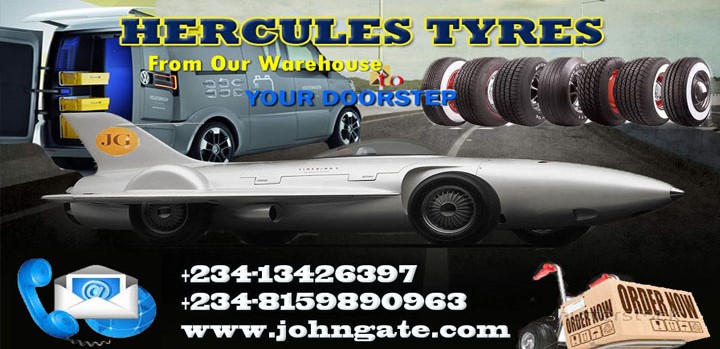 HERCULES TYRES
From Our Warehouse
To
YOUR DOORSTEP
JG
FIREBIRD I
+234-13426397
+234-8159890963
www.johngate.com
ORDER NOW
ORDER NOW